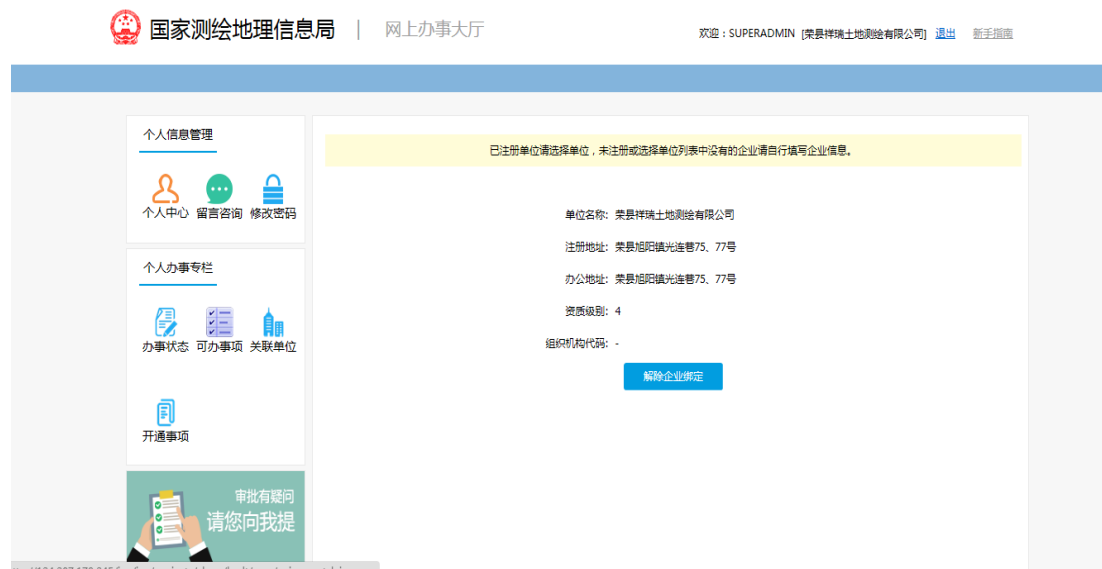 国家测绘地理信息局 | 网上办事大厅
欢迎：SUPERADMIN [荣县祥瑞土地测绘有限公司] 退出 新手指南
个人信息管理
个人中心 留言咨询 修改密码
个人办事专栏
办事状态 可办事项 关联单位
开通事项
审批有疑问
请您向我提
已注册单位请选择单位，未注册或选择单位列表中没有的企业请自行填写企业信息。
单位名称: 荣县祥瑞土地测绘有限公司
注册地址: 荣县旭阳镇光连巷75、77号
办公地址: 荣县旭阳镇光连巷75、77号
资质级别: 4
组织机构代码: -
解除企业绑定